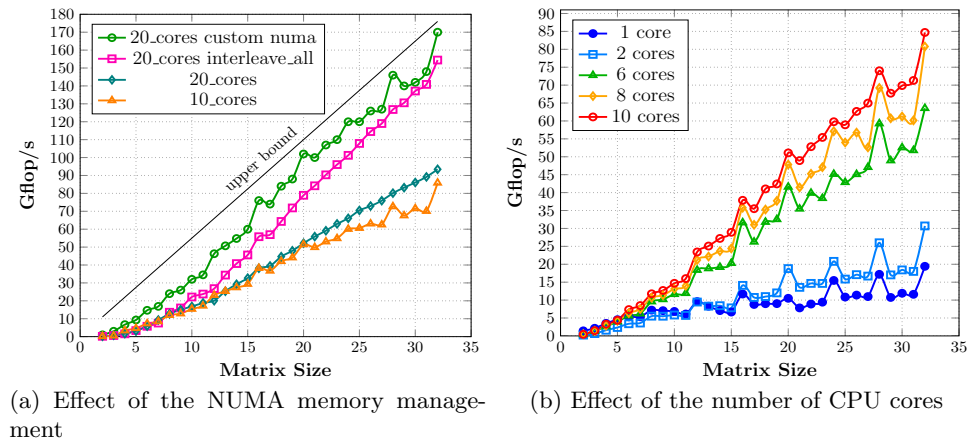 180
170
160
150
140
130
120
110
100
90
80
70
60
50
40
30
20
10
0
0 5 10 15 20 25 30 35
Gflop/s
Matrix Size
20_cores custom numa
20_cores interleave_all
20_cores
10_cores
upper bound
(a) Effect of the NUMA memory manage-
ment
90
85
80
75
70
65
60
55
50
45
40
35
30
25
20
15
10
5
0
0 5 10 15 20 25 30 35
Gflop/s
Matrix Size
1 core
2 cores
6 cores
8 cores
10 cores
(b) Effect of the number of CPU cores